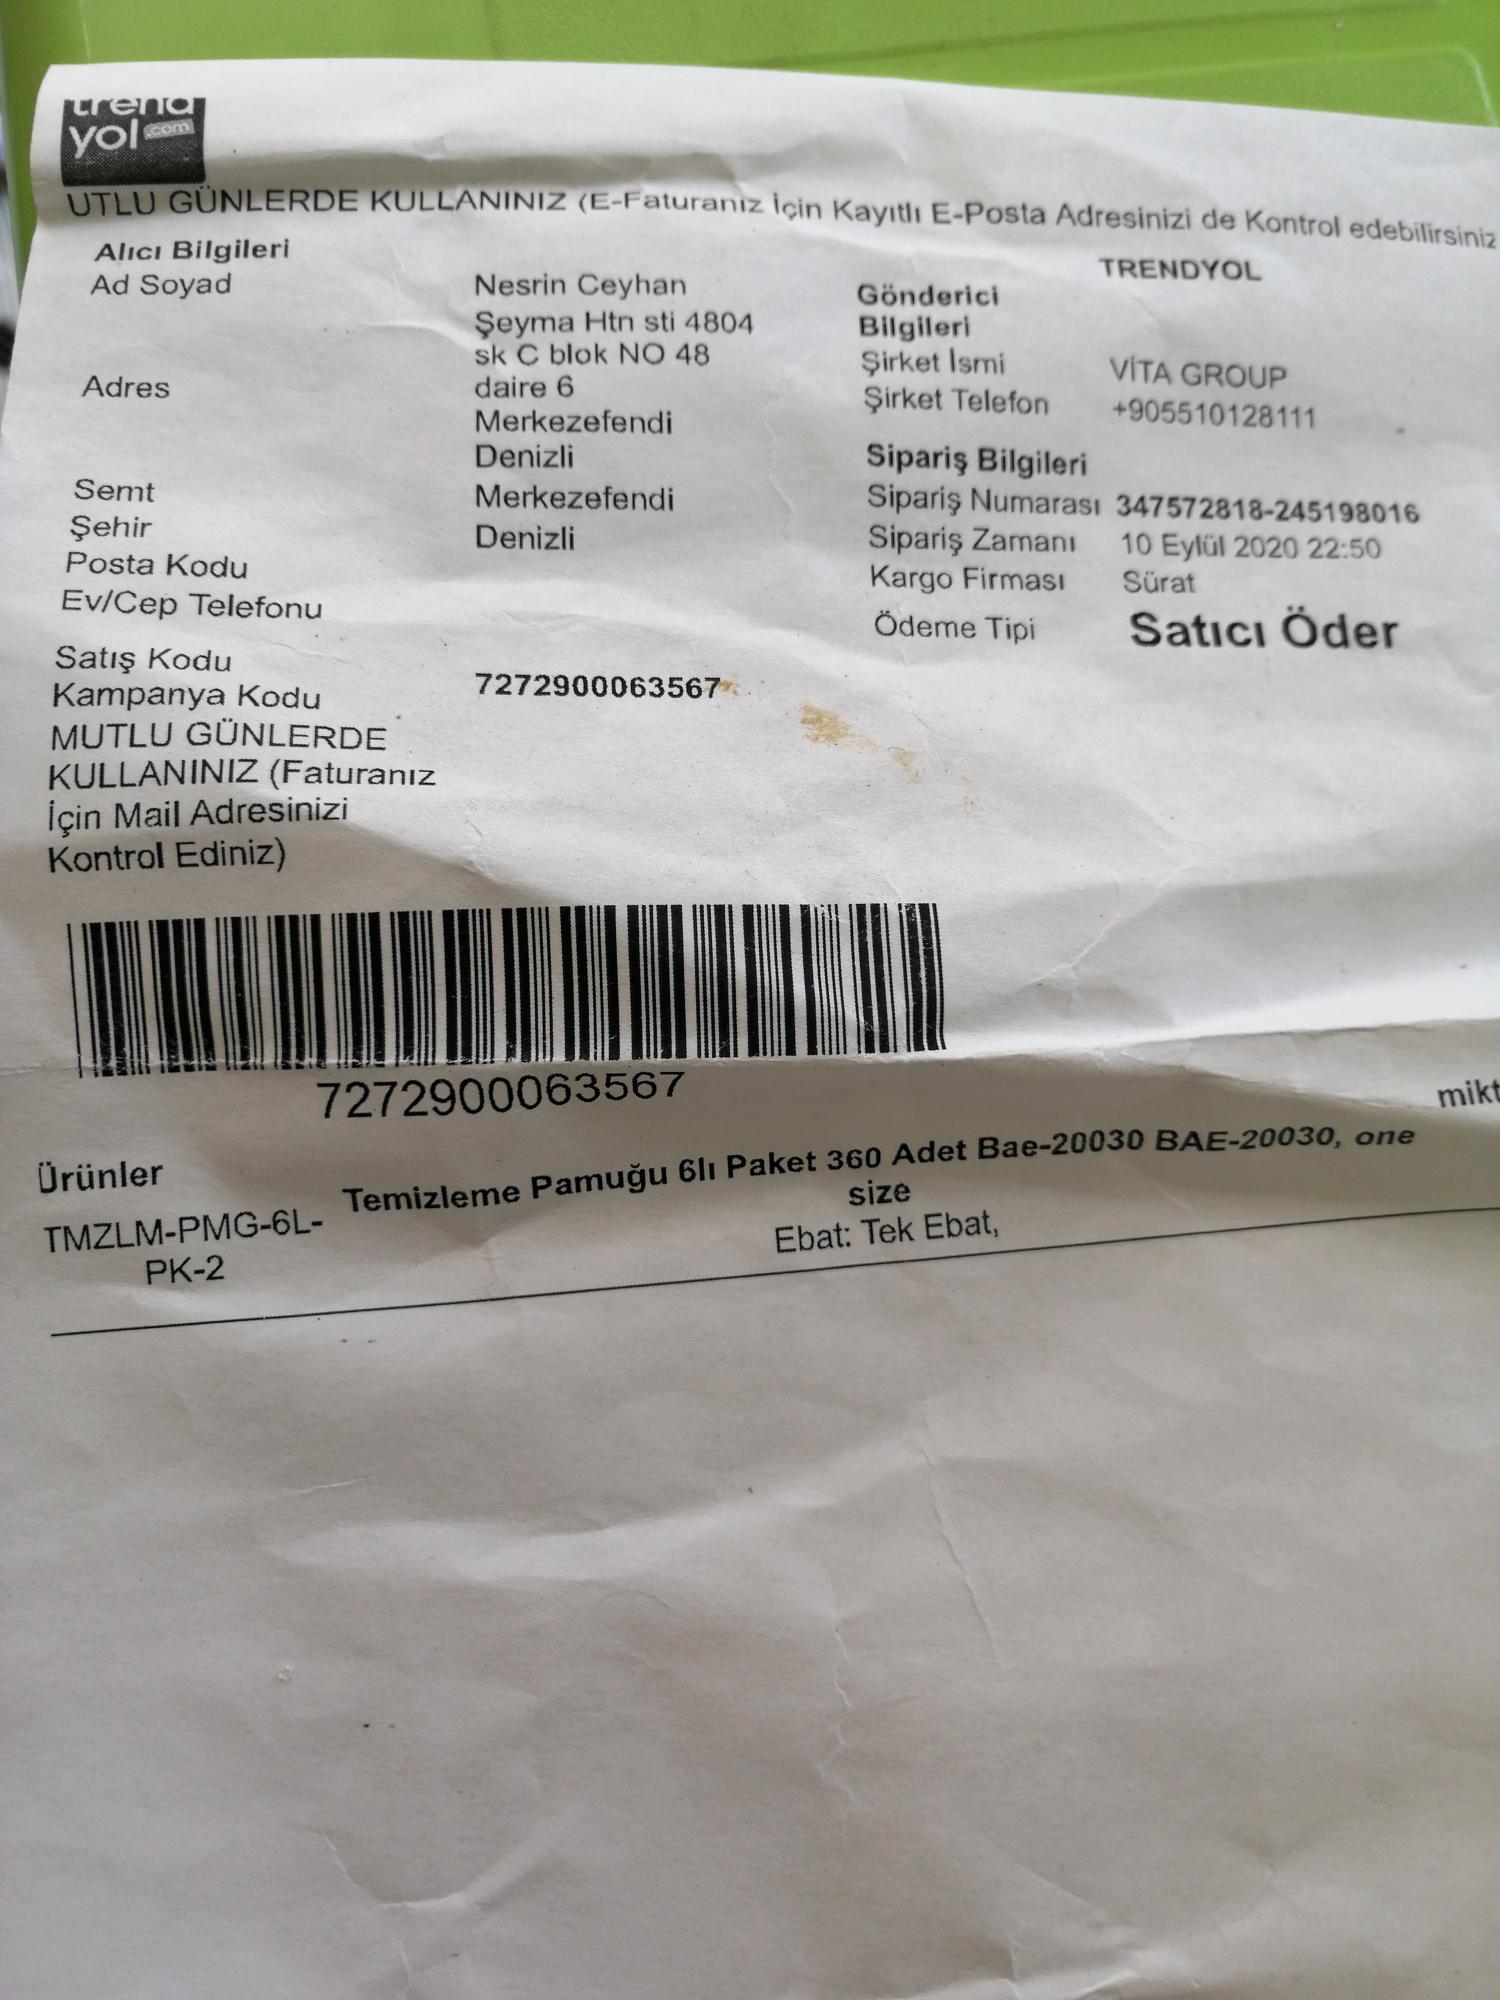 trend
yol.com
UTLU GÜNLERDE KULLANINIZ (E-Faturanız İçin Kayıtlı E-Posta Adresinizi de Kontrol edebilirsiniz
Alıcı Bilgileri
Ad Soyad Nesrin Ceyhan
Şeyma Htn sti 4804
sk C blok NO 48
Adres daire 6
Merkezefendi
Denizli
Semt Merkezefendi
Şehir Denizli
Posta Kodu
Ev/Cep Telefonu
Satış Kodu
Kampanya Kodu 7272900063567
MUTLU GÜNLERDE
KULLANINIZ (Faturanız
İçin Mail Adresinizi
Kontrol Ediniz)
TRENDYOL
Gönderici
Bilgileri
Şirket İsmi VİTA GROUP
Şirket Telefon +905510128111
Sipariş Bilgileri
Sipariş Numarası 347572818-245198016
Sipariş Zamanı 10 Eylül 2020 22:50
Kargo Firması Sürat
Ödeme Tipi Satıcı Öder
7272900063567
mikt
Ürünler
TMZLM-PMG-6L-
PK-2
Temizleme Pamuğu 6lı Paket 360 Adet Bae-20030 BAE-20030, one
size
Ebat: Tek Ebat,